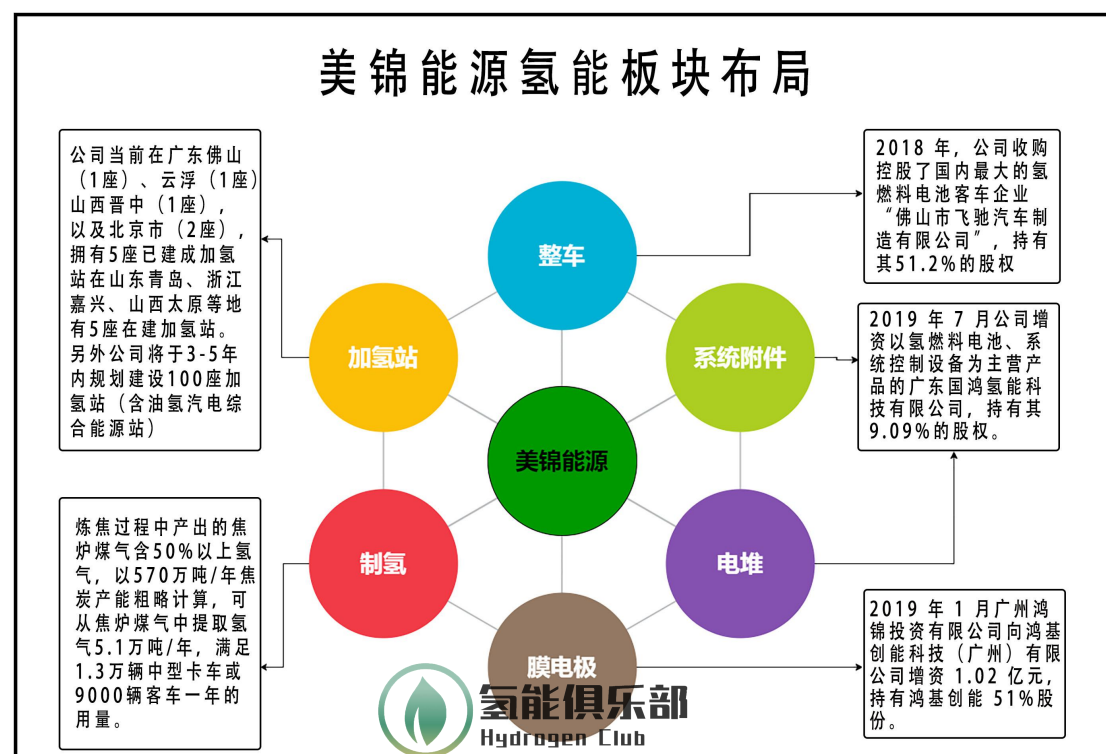 美锦能源氢能板块布局
公司当前在广东佛山
（1座）、云浮（1座）
山西晋中（1座），
以及北京市（2座），
拥有5座已建成加氢
站在山东青岛、浙江
嘉兴、山西太原等地
有5座在建加氢站。
另外公司将于3-5年
内规划建设100座加
氢站（含油氢汽电综
合能源站）
2018 年，公司收购
控股了国内最大的氢
燃料电池客车企业
“佛山市飞驰汽车制
造有限公司”，持有
其51.2%的股权
整车
加氢站
系统附件
2019 年 7 月公司增
资以氢燃料电池、系
统控制设备为主营产
品的广东国鸿氢能科
技有限公司，持有其
9.09%的股权。
美锦能源
炼焦过程中产出的焦
炉煤气含50%以上氢
气，以570万吨/年焦
炭产能粗略计算，可
从焦炉煤气中提取氢
气5.1万吨/年，满足
1.3万辆中型卡车或
9000辆客车一年的
用量。
制氢
电堆
膜电极
2019 年 1 月广州鸿
锦投资有限公司向鸿基
创能科技（广州）有限
公司增资 1.02 亿元，
持有鸿基创能 51%股
份。
氢能俱乐部
Hydrogen Club